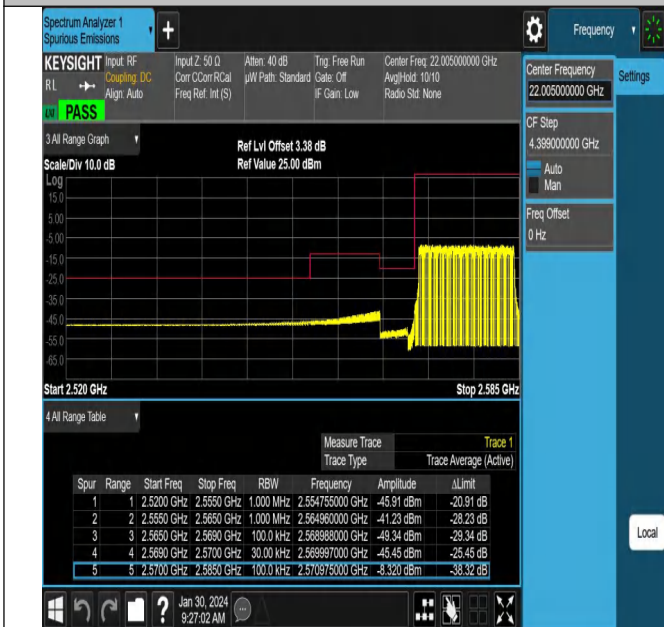 Spectrum Analyzer 1
Spurious Emissions
Frequency
KEYSIGHT
RL
Input: RF
Coupling: DC
Align: Auto
Input Z: 50 Ω
Corr CCorr RCal
Freq Ref: Int (S)
Atten: 40 dB
µW Path: Standard
Trig: Free Run
Gate: Off
IF Gain: Low
Center Freq: 22.005000000 GHz
Avg|Hold: 10/10
Radio Std: None
PASS
Center Frequency
22.005000000 GHz
Settings
CF Step
4.399000000 GHz
Auto
Man
Freq Offset
0 Hz
Local
3 All Range Graph
Ref Lvl Offset 3.38 dB
Scale/Div 10.0 dB
Ref Value 25.00 dBm
Log
15.0
5.00
-5.00
-15.0
-25.0
-35.0
-45.0
-55.0
-65.0
Start 2.520 GHz
Stop 2.585 GHz
4 All Range Table
Measure Trace Trace 1
Trace Type Trace Average (Active)
Spur Range Start Freq Stop Freq RBW Frequency Amplitude ΔLimit
1 1 2.5200 GHz 2.5550 GHz 1.000 MHz 2.554755000 GHz -45.91 dBm -20.91 dB
2 2 2.5550 GHz 2.5650 GHz 1.000 MHz 2.564960000 GHz -41.23 dBm -28.23 dB
3 3 2.5650 GHz 2.5690 GHz 100.0 kHz 2.568988000 GHz -49.34 dBm -29.34 dB
4 4 2.5690 GHz 2.5700 GHz 30.00 kHz 2.569997000 GHz -45.45 dBm -25.45 dB
5 5 2.5700 GHz 2.5850 GHz 100.0 kHz 2.570975000 GHz -8.320 dBm -38.32 dB
?
Jan 30, 2024
9:27:02 AM